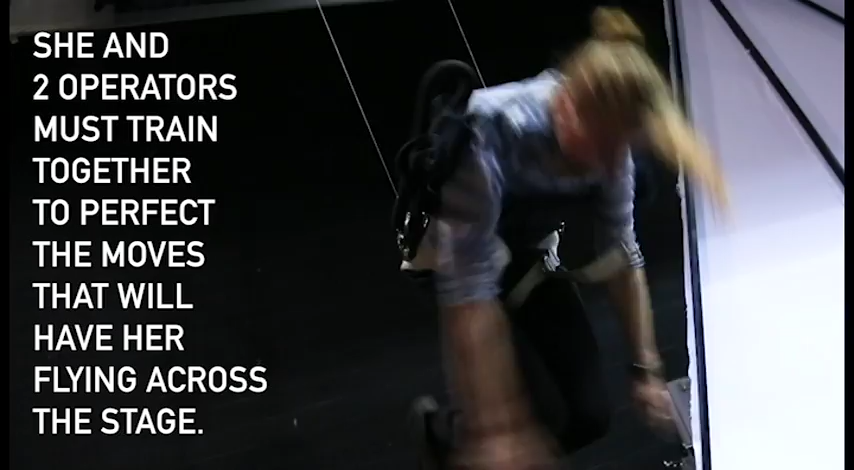 SHE AND
2 OPERATORS
MUST TRAIN
TOGETHER
TO PERFECT
THE MOVES
THAT WILL
HAVE HER
FLYING ACROSS
THE STAGE.